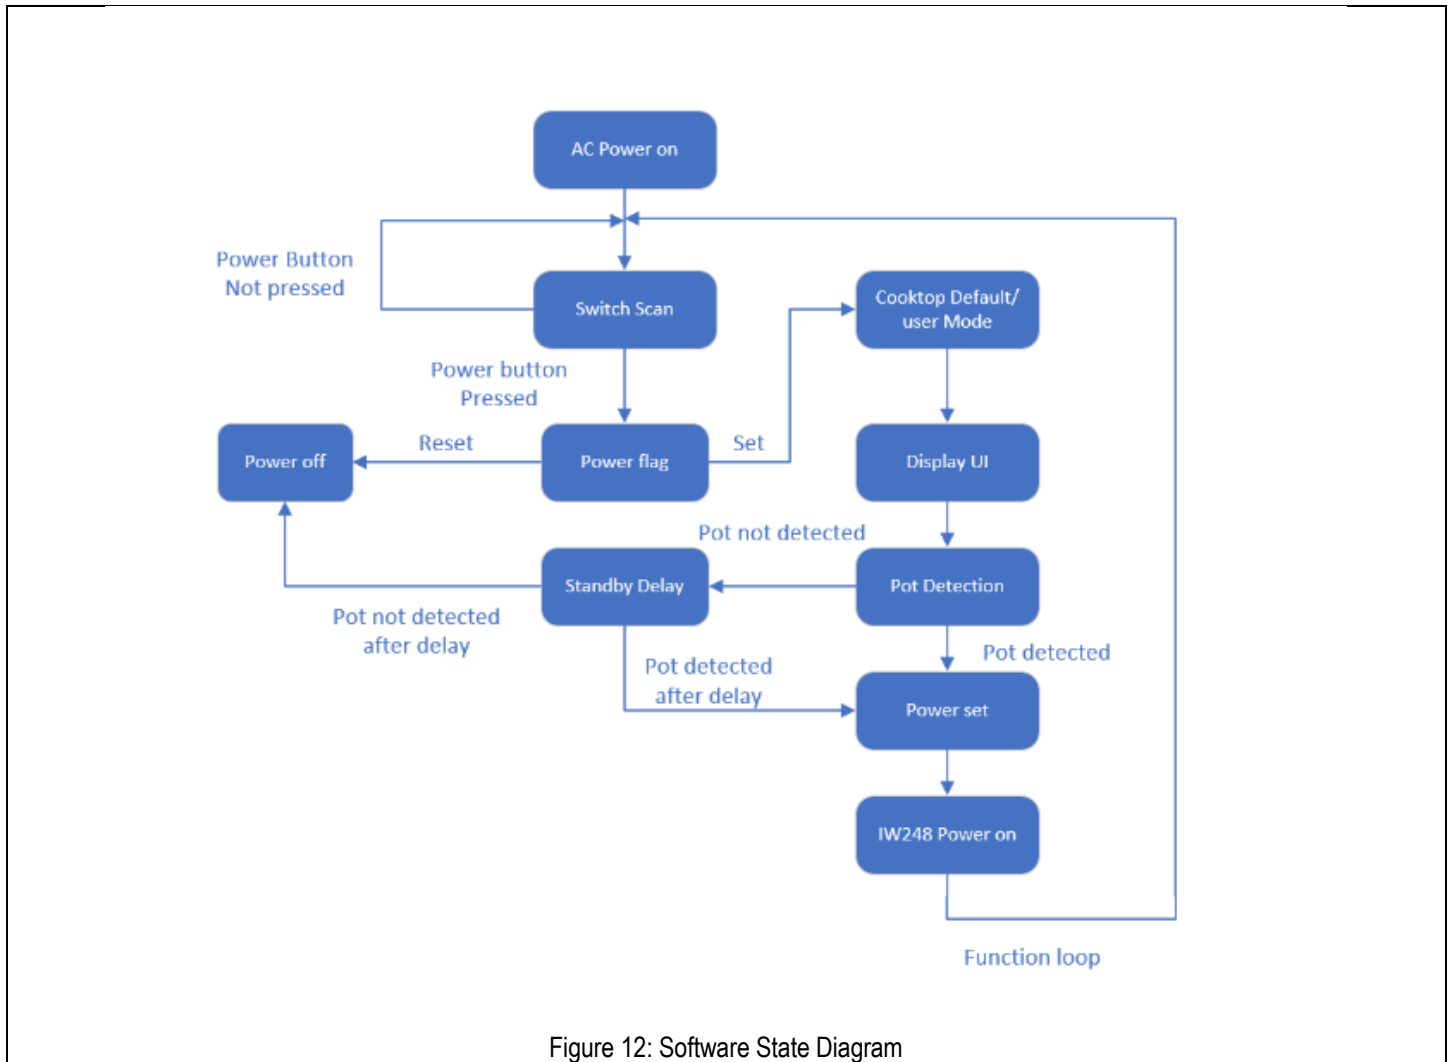 AC Power on
Power Button
Not pressed
Switch Scan
Cooktop Default/
user Mode
Power button
Pressed
Power off
Reset
Power flag
Set
Display UI
Pot not detected
Standby Delay
Pot Detection
Pot not detected
after delay
Pot detected
after delay
Pot detected
Power set
IW248 Power on
Function loop
Figure 12: Software State Diagram